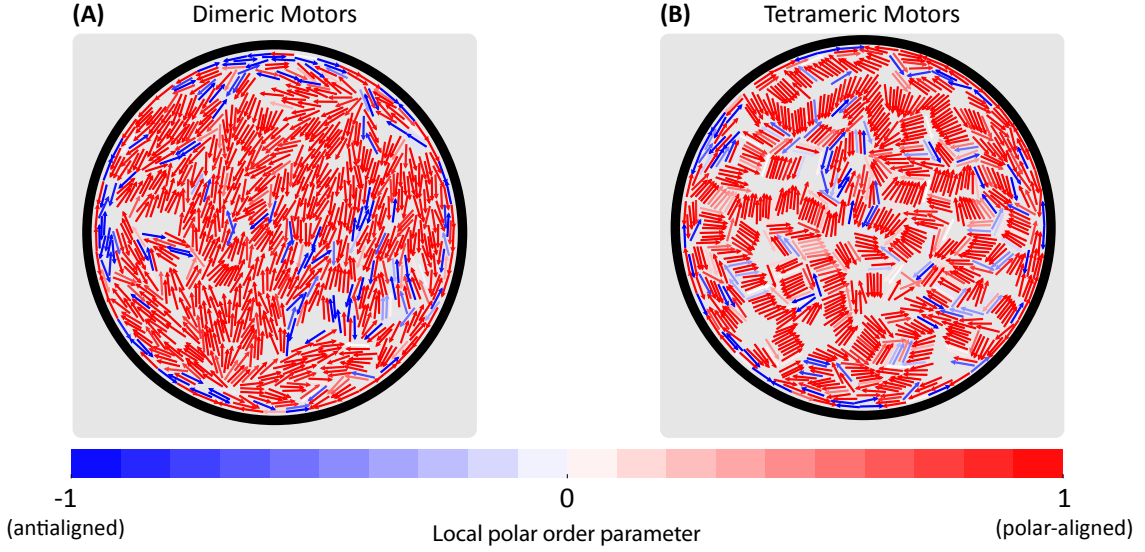 (A) Dimeric Motors
(B) Tetrameric Motors
-1 0 1
(antialigned) Local polar order parameter (polar-aligned)